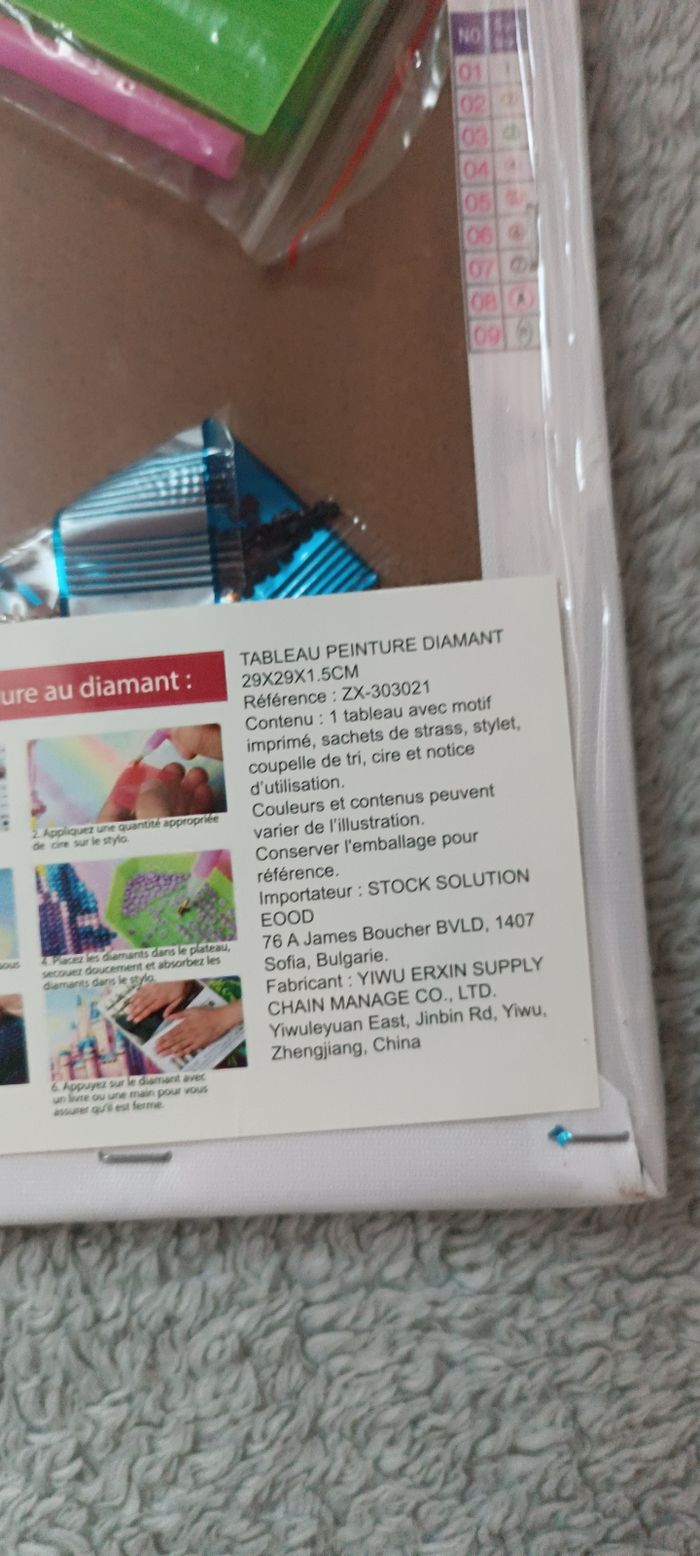 NO.
01
02
03
04
05
06
07
08
09
ure au diamant :
2. Appliquez une quantité appropriée
de cire sur le stylo.
4. Placez les diamants dans le plateau,
secouez doucement et absorbez les
diamants dans le stylo.
ous
6. Appuyez sur le diamant avec
un livre ou une main pour vous
assurer qu'il est ferme.
TABLEAU PEINTURE DIAMANT
29X29X1.5CM
Référence : ZX-303021
Contenu : 1 tableau avec motif
imprimé, sachets de strass, stylet,
coupelle de tri, cire et notice
d'utilisation.
Couleurs et contenus peuvent
varier de l'illustration.
Conserver l'emballage pour
référence.
Importateur : STOCK SOLUTION
EOOD
76 A James Boucher BVLD, 1407
Sofia, Bulgarie.
Fabricant : YIWU ERXIN SUPPLY
CHAIN MANAGE CO., LTD.
Yiwuleyuan East, Jinbin Rd, Yiwu,
Zhengjiang, China